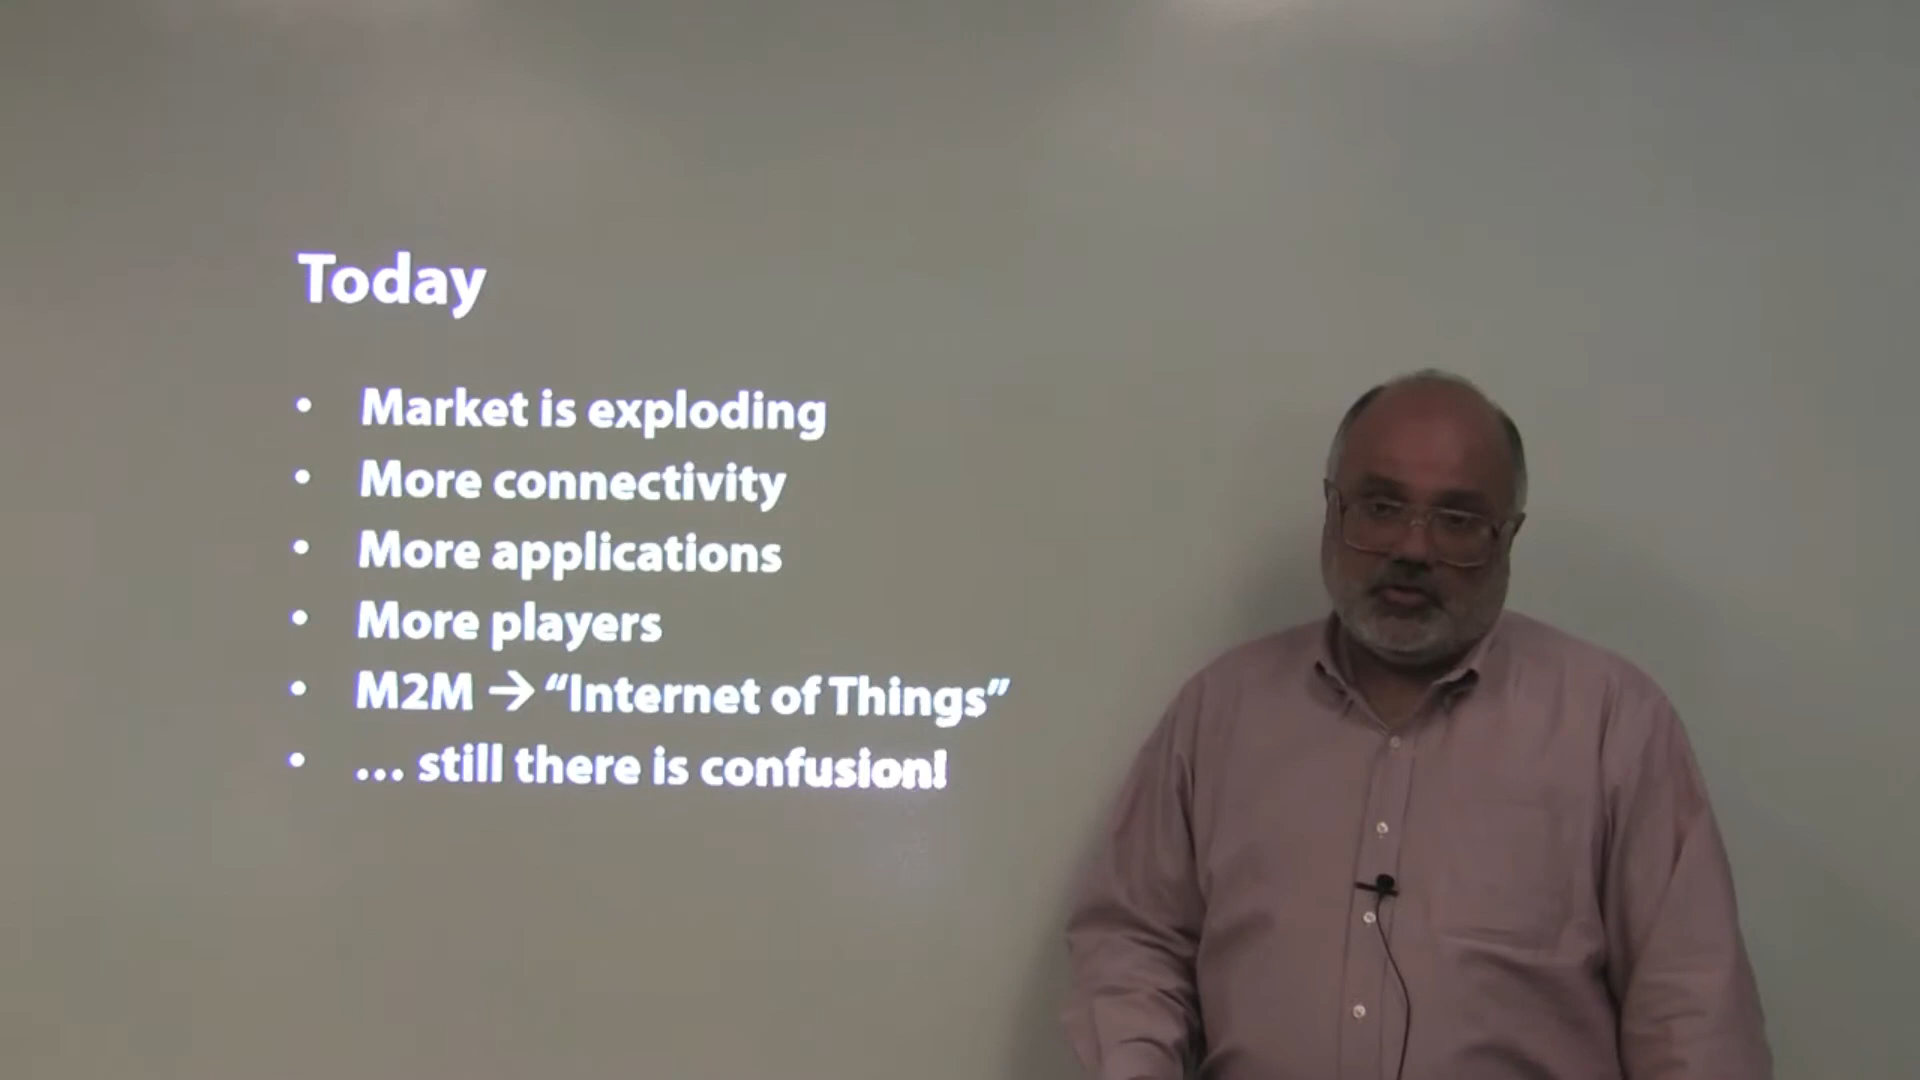 Today
• Market is exploding
• More connectivity
• More applications
• More players
• M2M → “Internet of Things”
• ... still there is confusion!